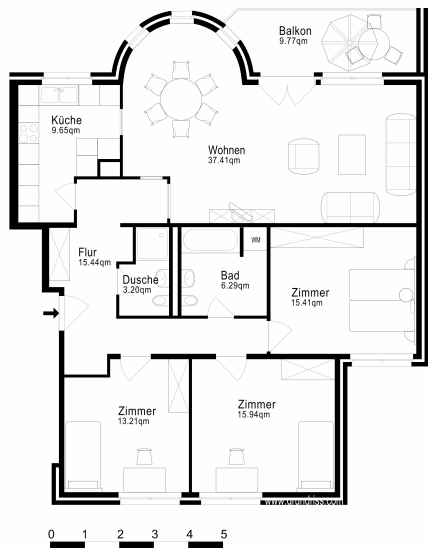 Balkon
9.77qm
Küche
9.65qm
Wohnen
37.41qm
Flur
15.44qm
WM
Dusche
3.20qm
Bad
6.29qm
Zimmer
15.41qm
Zimmer
13.21qm
Zimmer
15.94qm
www.grundriss.com
0 1 2 3 4 5